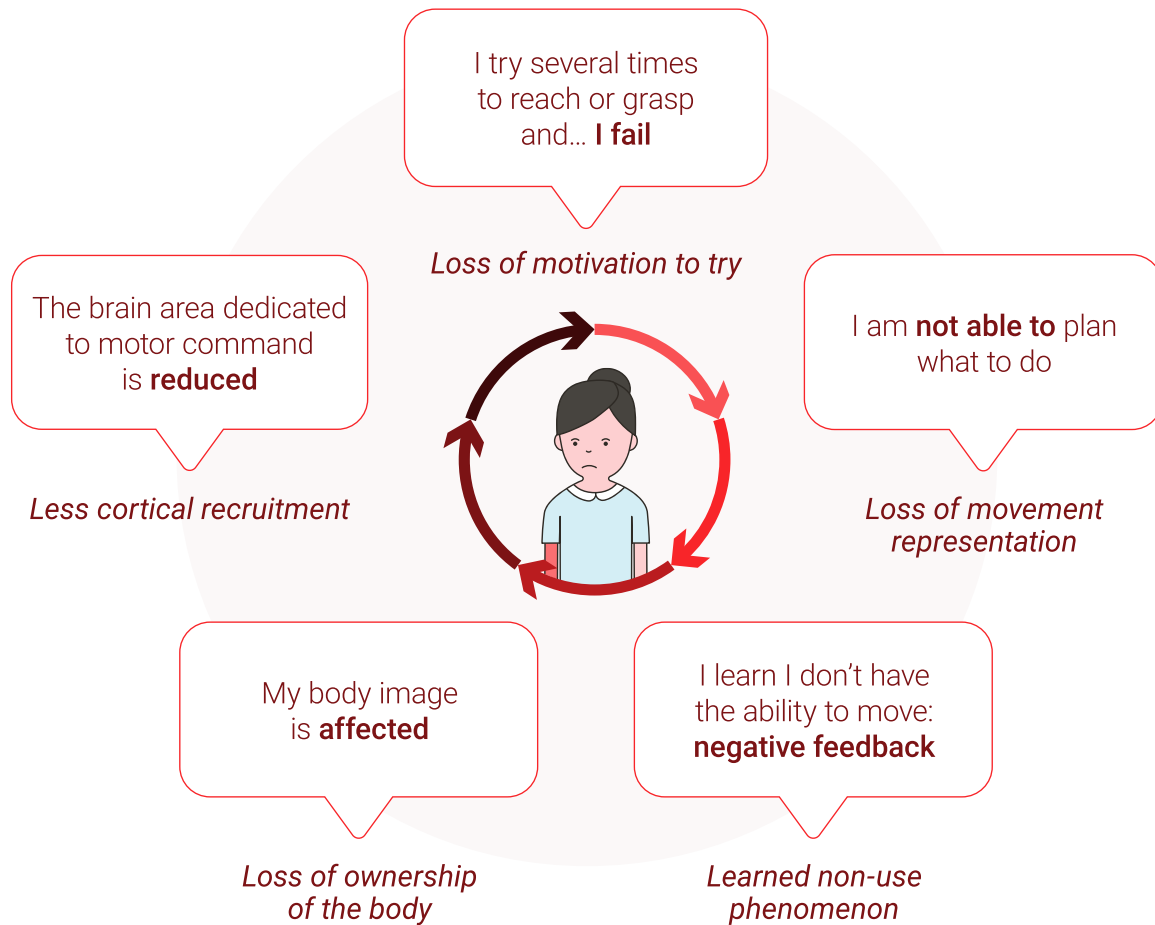 I try several times
to reach or grasp
and… I fail
Loss of motivation to try
I am not able to plan
what to do
Loss of movement
representation
I learn I don’t have
the ability to move:
negative feedback
Learned non-use
phenomenon
My body image
is affected
Loss of ownership
of the body
The brain area dedicated
to motor command
is reduced
Less cortical recruitment